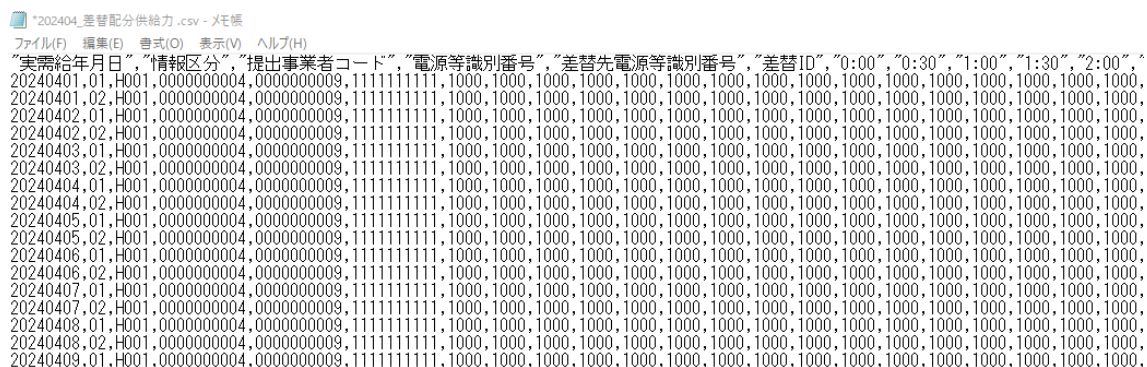 *202404_差替配分供給力 .csv - メモ帳
ファイル(F) 編集(E) 書式(O) 表示(V) ヘルプ(H)
"実需給年月日","情報区分","提出事業者コード","電源等識別番号","差替先電源等識別番号","差替ID","0:00","0:30","1:00","1:30","2:00","
20240401,01,H001,0000000004,0000000009,1111111111,1000,1000,1000,1000,1000,1000,1000,1000,1000,1000,1000,1000,1000,1000,1000,
20240401,02,H001,0000000004,0000000009,1111111111,1000,1000,1000,1000,1000,1000,1000,1000,1000,1000,1000,1000,1000,1000,1000,
20240402,01,H001,0000000004,0000000009,1111111111,1000,1000,1000,1000,1000,1000,1000,1000,1000,1000,1000,1000,1000,1000,1000,
20240402,02,H001,0000000004,0000000009,1111111111,1000,1000,1000,1000,1000,1000,1000,1000,1000,1000,1000,1000,1000,1000,1000,
20240403,01,H001,0000000004,0000000009,1111111111,1000,1000,1000,1000,1000,1000,1000,1000,1000,1000,1000,1000,1000,1000,1000,
20240403,02,H001,0000000004,0000000009,1111111111,1000,1000,1000,1000,1000,1000,1000,1000,1000,1000,1000,1000,1000,1000,1000,
20240404,01,H001,0000000004,0000000009,1111111111,1000,1000,1000,1000,1000,1000,1000,1000,1000,1000,1000,1000,1000,1000,1000,
20240404,02,H001,0000000004,0000000009,1111111111,1000,1000,1000,1000,1000,1000,1000,1000,1000,1000,1000,1000,1000,1000,1000,
20240405,01,H001,0000000004,0000000009,1111111111,1000,1000,1000,1000,1000,1000,1000,1000,1000,1000,1000,1000,1000,1000,1000,
20240405,02,H001,0000000004,0000000009,1111111111,1000,1000,1000,1000,1000,1000,1000,1000,1000,1000,1000,1000,1000,1000,1000,
20240406,01,H001,0000000004,0000000009,1111111111,1000,1000,1000,1000,1000,1000,1000,1000,1000,1000,1000,1000,1000,1000,1000,
20240406,02,H001,0000000004,0000000009,1111111111,1000,1000,1000,1000,1000,1000,1000,1000,1000,1000,1000,1000,1000,1000,1000,
20240407,01,H001,0000000004,0000000009,1111111111,1000,1000,1000,1000,1000,1000,1000,1000,1000,1000,1000,1000,1000,1000,1000,
20240407,02,H001,0000000004,0000000009,1111111111,1000,1000,1000,1000,1000,1000,1000,1000,1000,1000,1000,1000,1000,1000,1000,
20240408,01,H001,0000000004,0000000009,1111111111,1000,1000,1000,1000,1000,1000,1000,1000,1000,1000,1000,1000,1000,1000,1000,
20240408,02,H001,0000000004,0000000009,1111111111,1000,1000,1000,1000,1000,1000,1000,1000,1000,1000,1000,1000,1000,1000,1000,
20240409,01,H001,0000000004,0000000009,1111111111,1000,1000,1000,1000,1000,1000,1000,1000,1000,1000,1000,1000,1000,1000,1000,